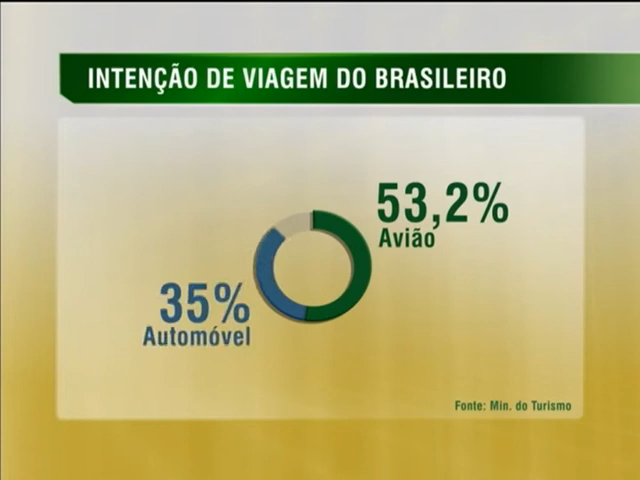 INTENÇÃO DE VIAGEM DO BRASILEIRO
53,2%
Avião
35%
Automóvel
Fonte: Min. do Turismo